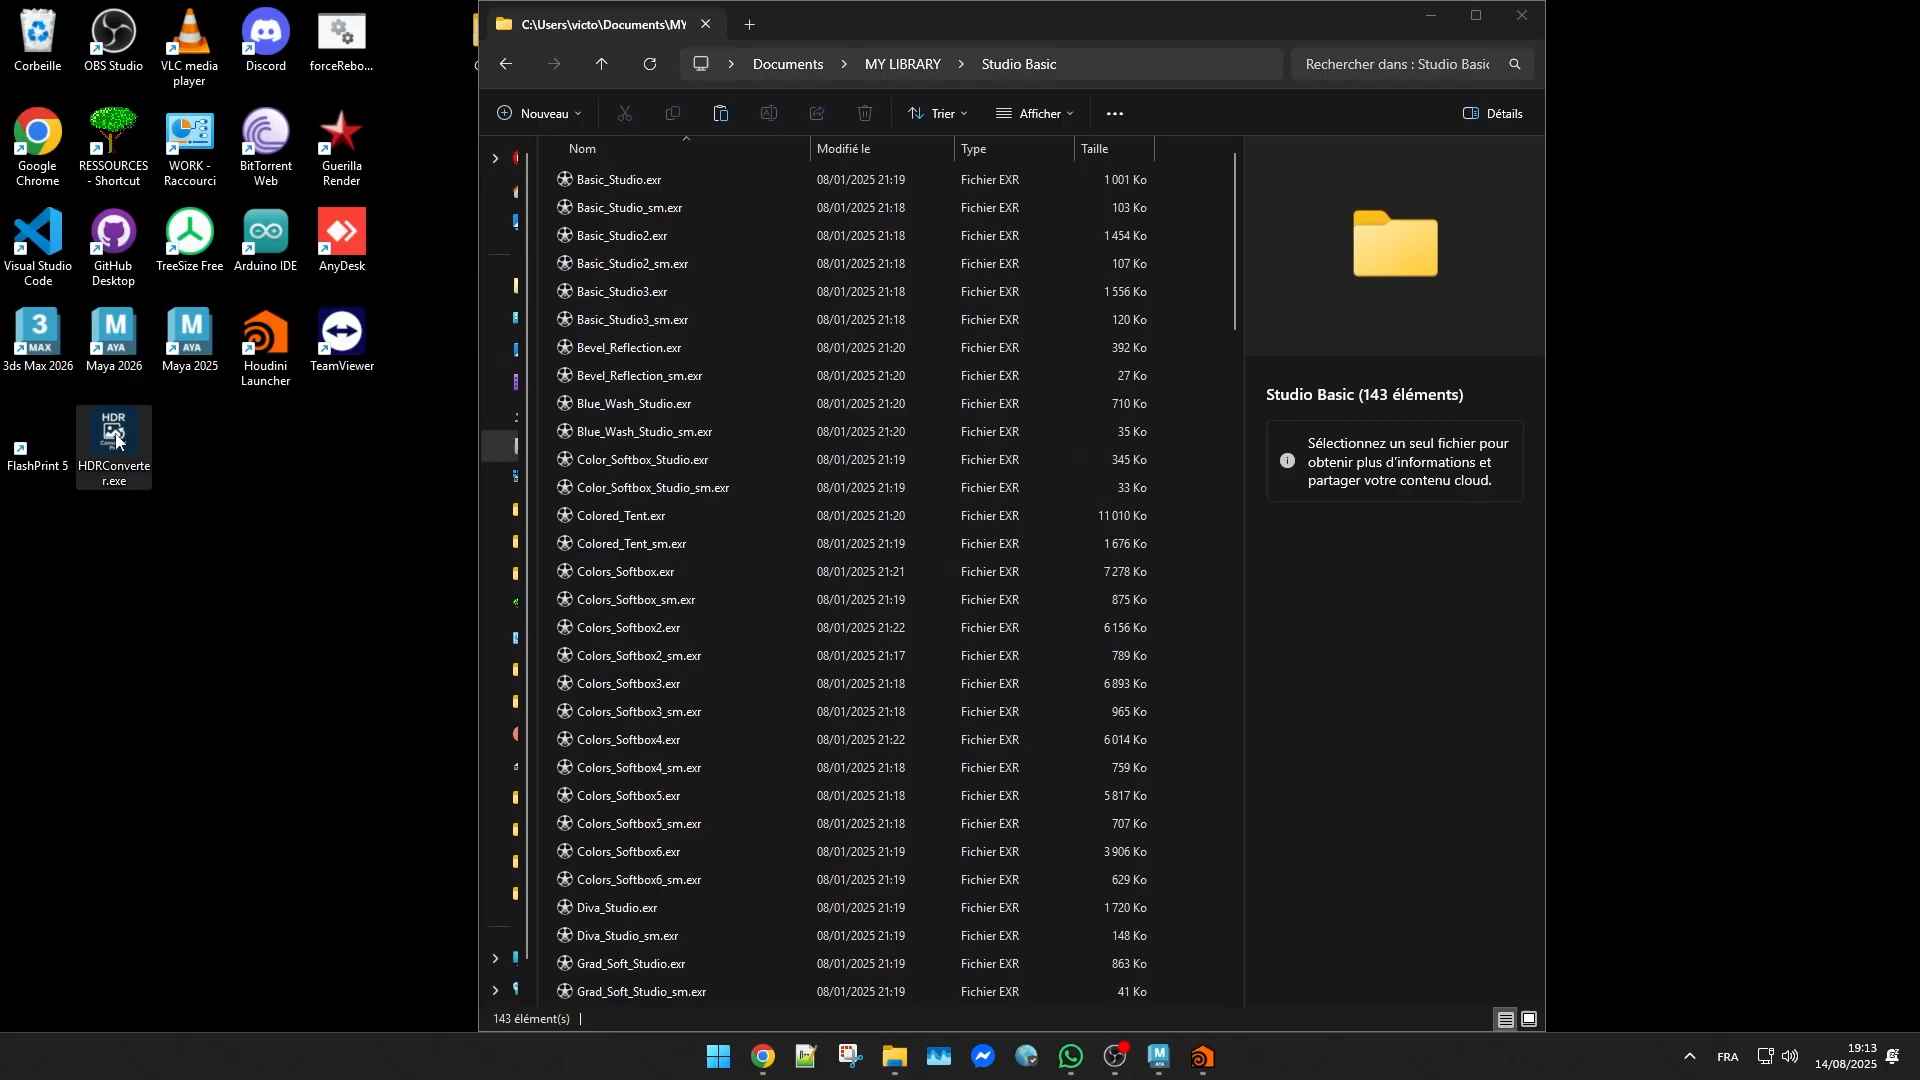 Corbeille
OBS Studio
VLC media
player
Discord
forceRebo...
Google
Chrome
RESSOURCES
- Shortcut
WORK -
Raccourci
BitTorrent
Web
Guerilla
Render
Visual Studio
Code
GitHub
Desktop
TreeSize Free
Arduino IDE
AnyDesk
3ds Max 2026
Maya 2026
Maya 2025
Houdini
Launcher
TeamViewer
FlashPrint 5
HDRConverte
r.exe
C:\Users\victo\Documents\MY
Documents
MY LIBRARY
Studio Basic
Rechercher dans : Studio Basic
Nouveau
Trier
Afficher
Détails
Nom Modifié le Type Taille
Basic_Studio.exr 08/01/2025 21:19 Fichier EXR 1 001 Ko
Basic_Studio_sm.exr 08/01/2025 21:18 Fichier EXR 103 Ko
Basic_Studio2.exr 08/01/2025 21:18 Fichier EXR 1 454 Ko
Basic_Studio2_sm.exr 08/01/2025 21:18 Fichier EXR 107 Ko
Basic_Studio3.exr 08/01/2025 21:18 Fichier EXR 1 556 Ko
Basic_Studio3_sm.exr 08/01/2025 21:18 Fichier EXR 120 Ko
Bevel_Reflection.exr 08/01/2025 21:20 Fichier EXR 392 Ko
Bevel_Reflection_sm.exr 08/01/2025 21:20 Fichier EXR 27 Ko
Blue_Wash_Studio.exr 08/01/2025 21:20 Fichier EXR 710 Ko
Blue_Wash_Studio_sm.exr 08/01/2025 21:20 Fichier EXR 35 Ko
Color_Softbox_Studio.exr 08/01/2025 21:19 Fichier EXR 345 Ko
Color_Softbox_Studio_sm.exr 08/01/2025 21:19 Fichier EXR 33 Ko
Colored_Tent.exr 08/01/2025 21:20 Fichier EXR 11 010 Ko
Colored_Tent_sm.exr 08/01/2025 21:19 Fichier EXR 1 676 Ko
Colors_Softbox.exr 08/01/2025 21:21 Fichier EXR 7 278 Ko
Colors_Softbox_sm.exr 08/01/2025 21:19 Fichier EXR 875 Ko
Colors_Softbox2.exr 08/01/2025 21:22 Fichier EXR 6 156 Ko
Colors_Softbox2_sm.exr 08/01/2025 21:17 Fichier EXR 789 Ko
Colors_Softbox3.exr 08/01/2025 21:18 Fichier EXR 6 893 Ko
Colors_Softbox3_sm.exr 08/01/2025 21:18 Fichier EXR 965 Ko
Colors_Softbox4.exr 08/01/2025 21:22 Fichier EXR 6 014 Ko
Colors_Softbox4_sm.exr 08/01/2025 21:18 Fichier EXR 759 Ko
Colors_Softbox5.exr 08/01/2025 21:18 Fichier EXR 5 817 Ko
Colors_Softbox5_sm.exr 08/01/2025 21:18 Fichier EXR 707 Ko
Colors_Softbox6.exr 08/01/2025 21:19 Fichier EXR 3 906 Ko
Colors_Softbox6_sm.exr 08/01/2025 21:19 Fichier EXR 629 Ko
Diva_Studio.exr 08/01/2025 21:19 Fichier EXR 1 720 Ko
Diva_Studio_sm.exr 08/01/2025 21:19 Fichier EXR 148 Ko
Grad_Soft_Studio.exr 08/01/2025 21:19 Fichier EXR 863 Ko
Grad_Soft_Studio_sm.exr 08/01/2025 21:19 Fichier EXR 41 Ko
Studio Basic (143 éléments)
Sélectionnez un seul fichier pour
obtenir plus d’informations et
partager votre contenu cloud.
143 élément(s)
FRA
19:13
14/08/2025